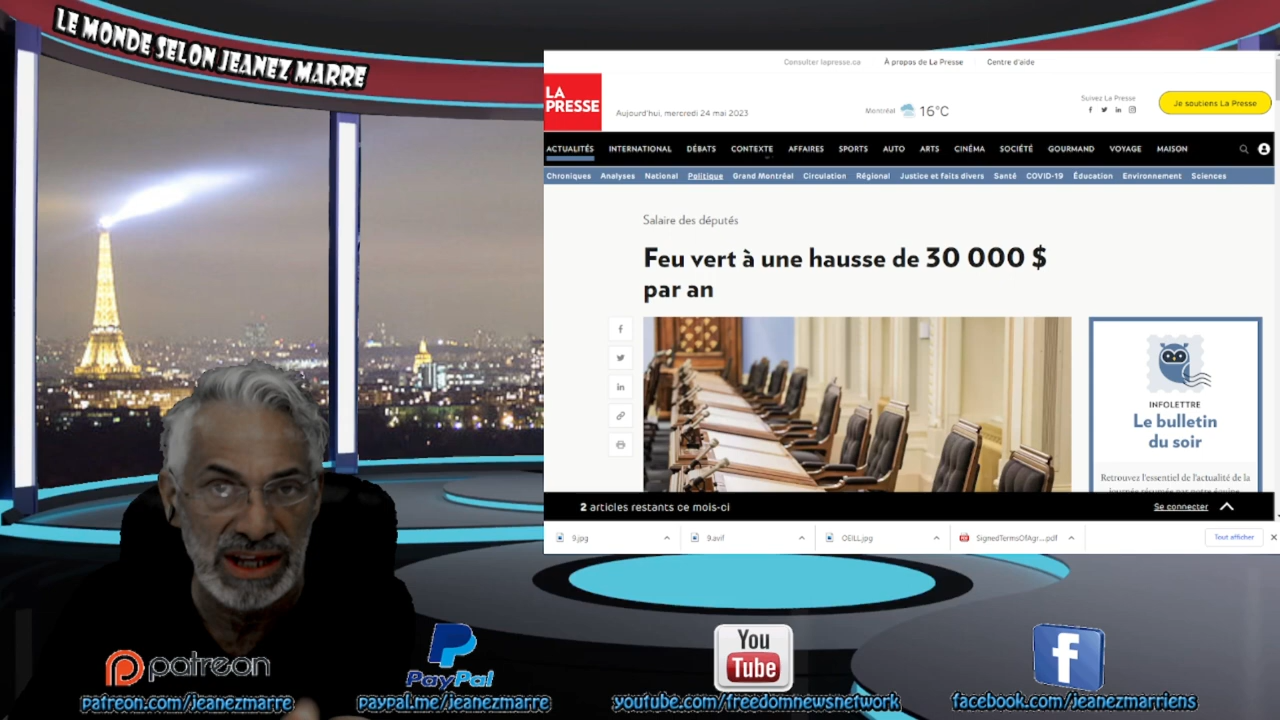 LE MONDE SELON JEANEZ MARRE
Consulter lapresse.ca À propos de La Presse Centre d'aide
LA
PRESSE
Aujourd'hui, mercredi 24 mai 2023
Montréal 16°C
Suivez La Presse
Je soutiens La Presse
ACTUALITÉS INTERNATIONAL DÉBATS CONTEXTE AFFAIRES SPORTS AUTO ARTS CINÉMA SOCIÉTÉ GOURMAND VOYAGE MAISON
Chroniques Analyses National Politique Grand Montréal Circulation Régional Justice et faits divers Santé COVID-19 Éducation Environnement Sciences
Salaire des députés
Feu vert à une hausse de 30 000 $
par an
INFOLETTRE
Le bulletin
du soir
Retrouvez l'essentiel de l'actualité de la
journée résumée par notre équipe
2 articles restants ce mois-ci
Se connecter
9.jpg 9.avif OEILL.jpg SignedTermsOfAgr....pdf Tout afficher
patreon
patreon.com/jeanezmarre
PayPal
paypal.me/jeanezmarre
You
Tube
youtube.com/freedomnewsnetwork
f
facebook.com/jeanezmarriens